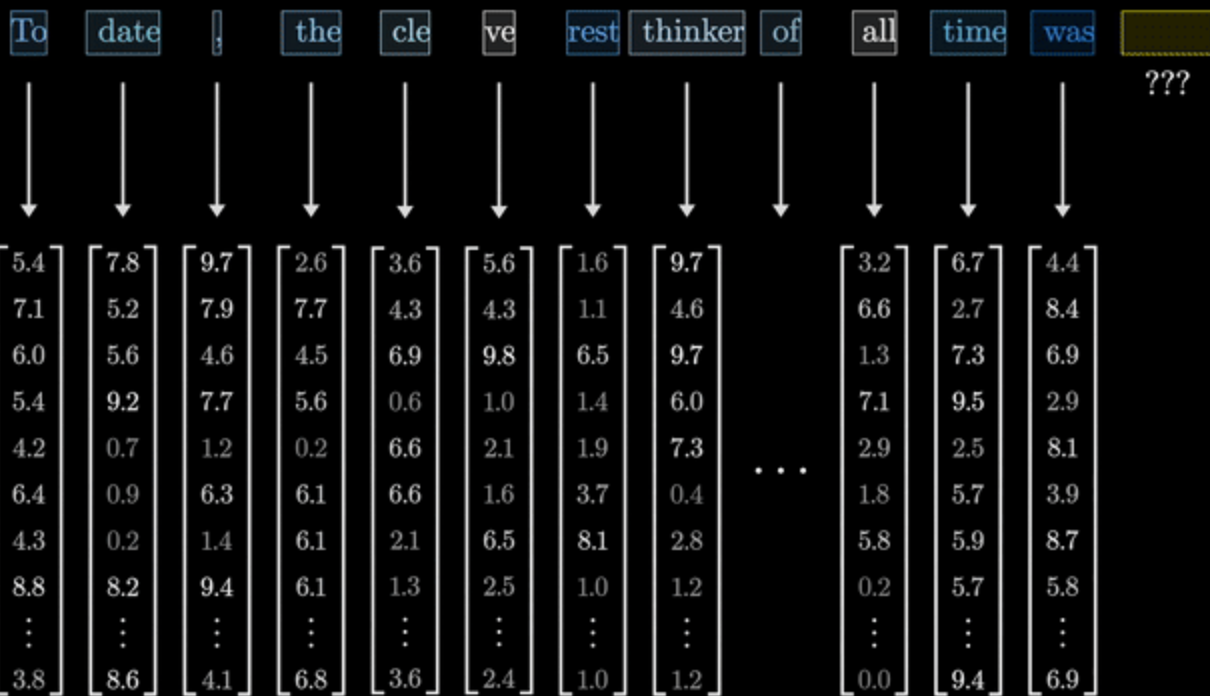 To date , the cle ve rest thinker of all time was
???
5.4 7.8 9.7 2.6 3.6 5.6 1.6 9.7 3.2 6.7 4.4
7.1 5.2 7.9 7.7 4.3 4.3 1.1 4.6 6.6 2.7 8.4
6.0 5.6 4.6 4.5 6.9 9.8 6.5 9.7 1.3 7.3 6.9
5.4 9.2 7.7 5.6 0.6 1.0 1.4 6.0 7.1 9.5 2.9
4.2 0.7 1.2 0.2 6.6 2.1 1.9 7.3 ... 2.9 2.5 8.1
6.4 0.9 6.3 6.1 6.6 1.6 3.7 0.4 1.8 5.7 3.9
4.3 0.2 1.4 6.1 2.1 6.5 8.1 2.8 5.8 5.9 8.7
8.8 8.2 9.4 6.1 1.3 2.5 1.0 1.2 0.2 5.7 5.8
⋮ ⋮ ⋮ ⋮ ⋮ ⋮ ⋮ ⋮ ⋮ ⋮ ⋮
3.8 8.6 4.1 6.8 3.6 2.4 1.0 1.2 0.0 9.4 6.9